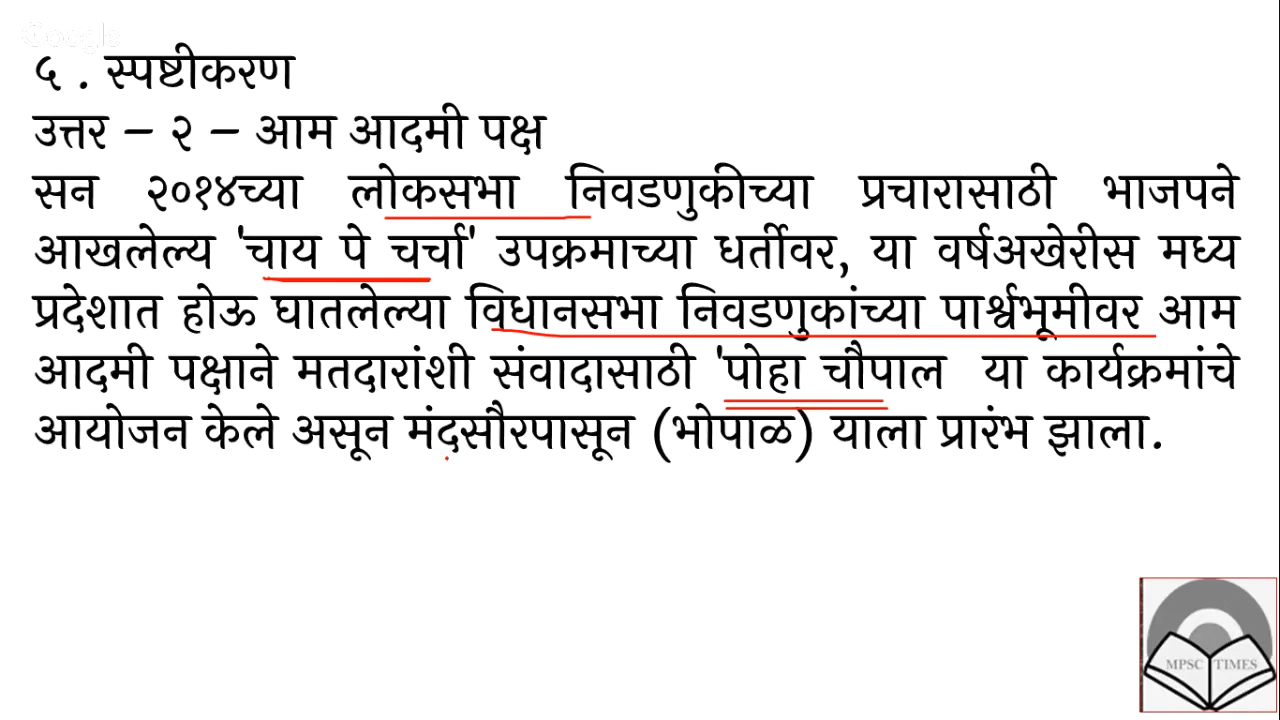 Google
५ . स्पष्टीकरण
उत्तर – २ – आम आदमी पक्ष
सन २०१४च्या लोकसभा निवडणुकीच्या प्रचारासाठी भाजपने
आखलेल्य 'चाय पे चर्चा' उपक्रमाच्या धर्तीवर, या वर्षअखेरीस मध्य
प्रदेशात होऊ घातलेल्या विधानसभा निवडणुकांच्या पार्श्वभूमीवर आम
आदमी पक्षाने मतदारांशी संवादासाठी 'पोहा चौपाल या कार्यक्रमांचे
आयोजन केले असून मंदसौरपासून (भोपाळ) याला प्रारंभ झाला.
MPSC TIMES